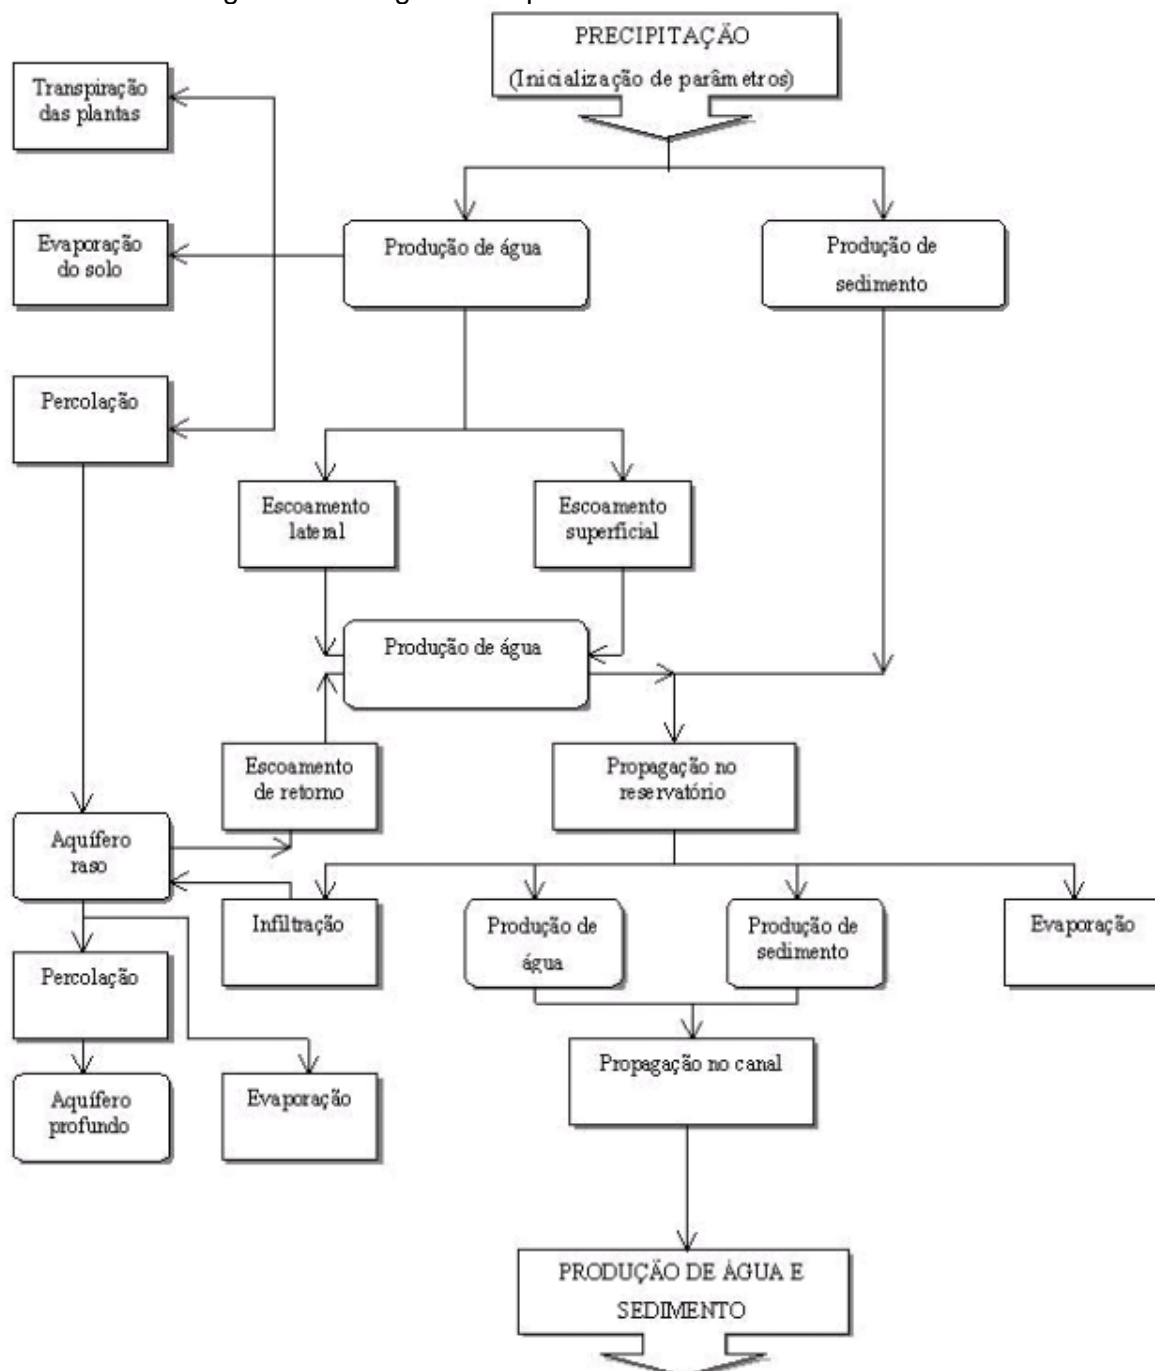 PRECIPITAÇÃO
(Inicialização de parâmetros)
Transpiração
das plantas
Evaporação
do solo
Produção de água
Produção de
sedimento
Percolação
Escoamento
lateral
Escoamento
superficial
Produção de água
Escoamento
de retorno
Propagação no
reservatório
Aquífero
raso
Infiltração
Produção de
água
Produção de
sedimento
Evaporação
Percolação
Propagação no canal
Aquífero
profundo
Evaporação
PRODUÇÃO DE ÁGUA E
SEDIMENTO